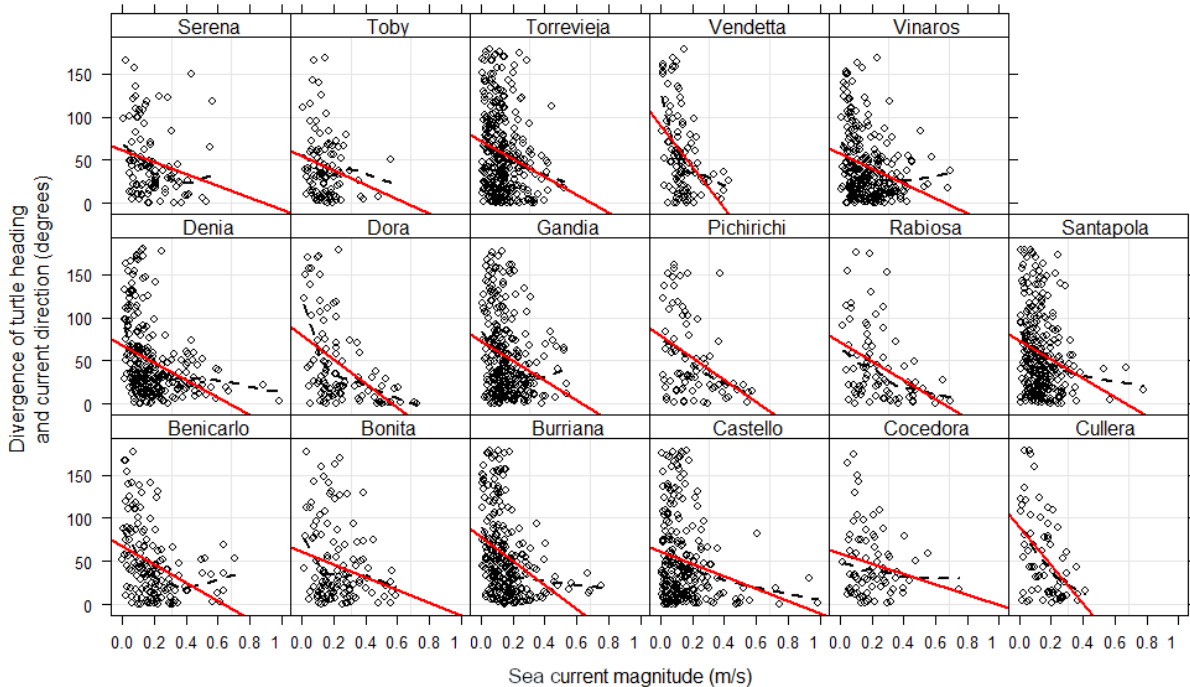 Serena Toby Torrevieja Vendetta Vinaros
150
100
50
0
Denia Dora Gandia Pichirichi Rabiosa Santapola
150
100
50
0
Benicarlo Bonita Burriana Castello Cocedora Cullera
150
100
50
0
0.0 0.2 0.4 0.6 0.8 1 0.0 0.2 0.4 0.6 0.8 1 0.0 0.2 0.4 0.6 0.8 1 0.0 0.2 0.4 0.6 0.8 1 0.0 0.2 0.4 0.6 0.8 1 0.0 0.2 0.4 0.6 0.8 1
Divergence of turtle heading
and current direction (degrees)
Sea current magnitude (m/s)